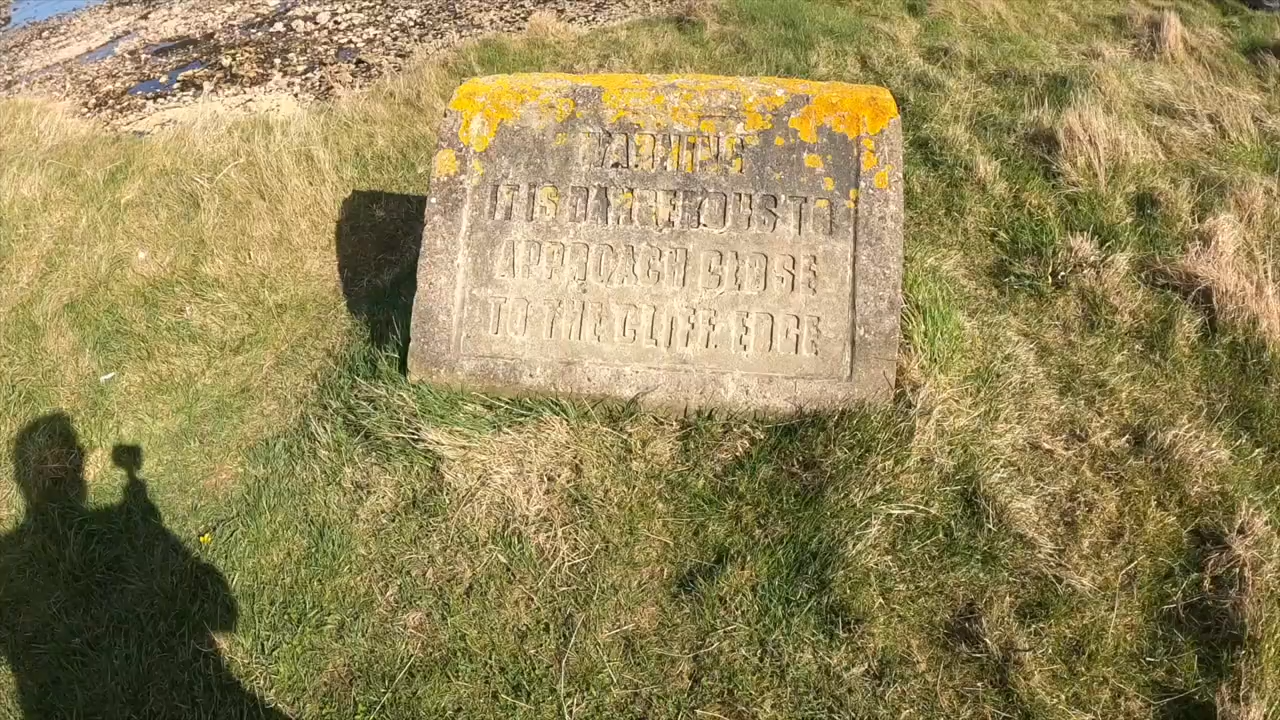 WARNING
IT IS DANGEROUS TO
APPROACH CLOSE
TO THE CLIFF EDGE